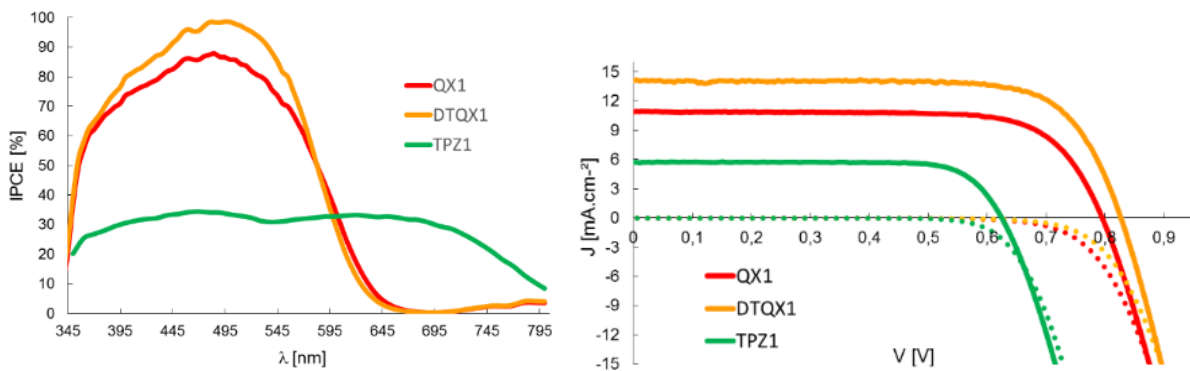 100
90
80
70
60
50
40
30
20
10
0
IPCE [%]
345 395 445 495 545 595 645 695 745 795
λ [nm]
QX1
DTQX1
TPZ1
15
12
9
6
3
0
-3
-6
-9
-12
-15
J [mA.cm-²]
0 0,1 0,2 0,3 0,4 0,5 0,6 0,7 0,8 0,9
V [V]
QX1
DTQX1
TPZ1